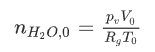 n_{H_2O,0} = \frac{p_v V_0}{R_g T_0}